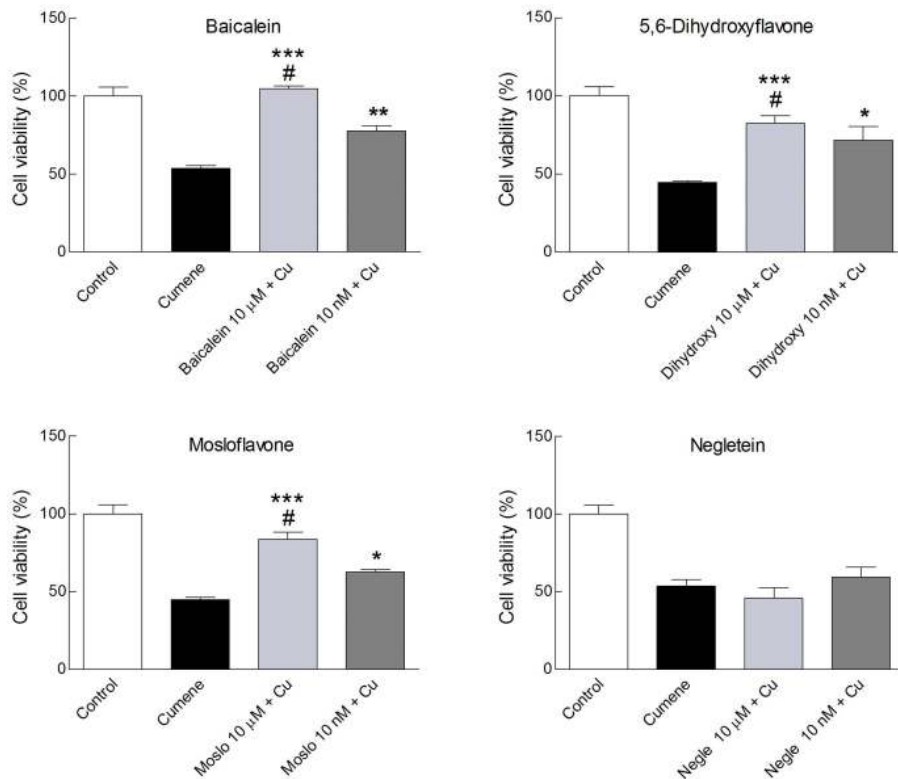 Baicalein
Cell viability (%)
150
100
50
0
***
#
**
Control
Cumene
Baicalein 10 μM + Cu
Baicalein 10 nM + Cu
5,6-Dihydroxyflavone
Cell viability (%)
150
100
50
0
***
#
*
Control
Cumene
Dihydroxy 10 μM + Cu
Dihydroxy 10 nM + Cu
Mosloflavone
Cell viability (%)
150
100
50
0
***
#
*
Control
Cumene
Moslo 10 μM + Cu
Moslo 10 nM + Cu
Negletein
Cell viability (%)
150
100
50
0
Control
Cumene
Negle 10 μM + Cu
Negle 10 nM + Cu